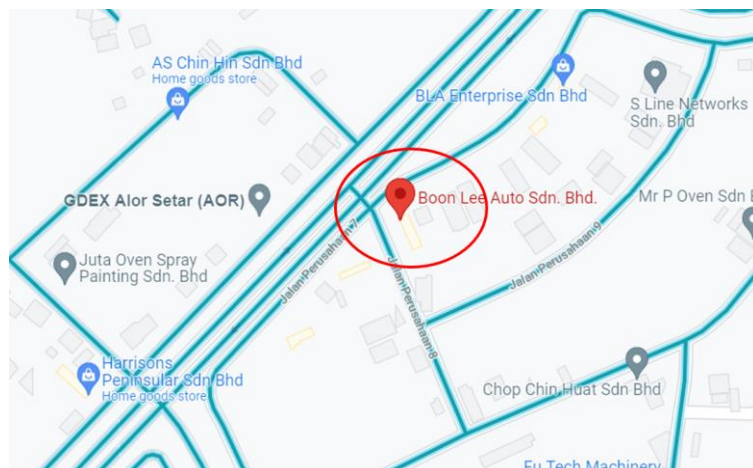 AS Chin Hin Sdn Bhd
Home goods store
BLA Enterprise Sdn Bhd
S Line Networks
Sdn. Bhd
GDEX Alor Setar (AOR)
Boon Lee Auto Sdn. Bhd.
Mr P Oven Sdn
Juta Oven Spray
Painting Sdn. Bhd
Jalan Perusahaan 7
Jalan Perusahaan 9
Jalan Perusahaan 8
Harrisons
Peninsular Sdn Bhd
Home goods store
Chop Chin Huat Sdn Bhd
Eu Tech Machinery